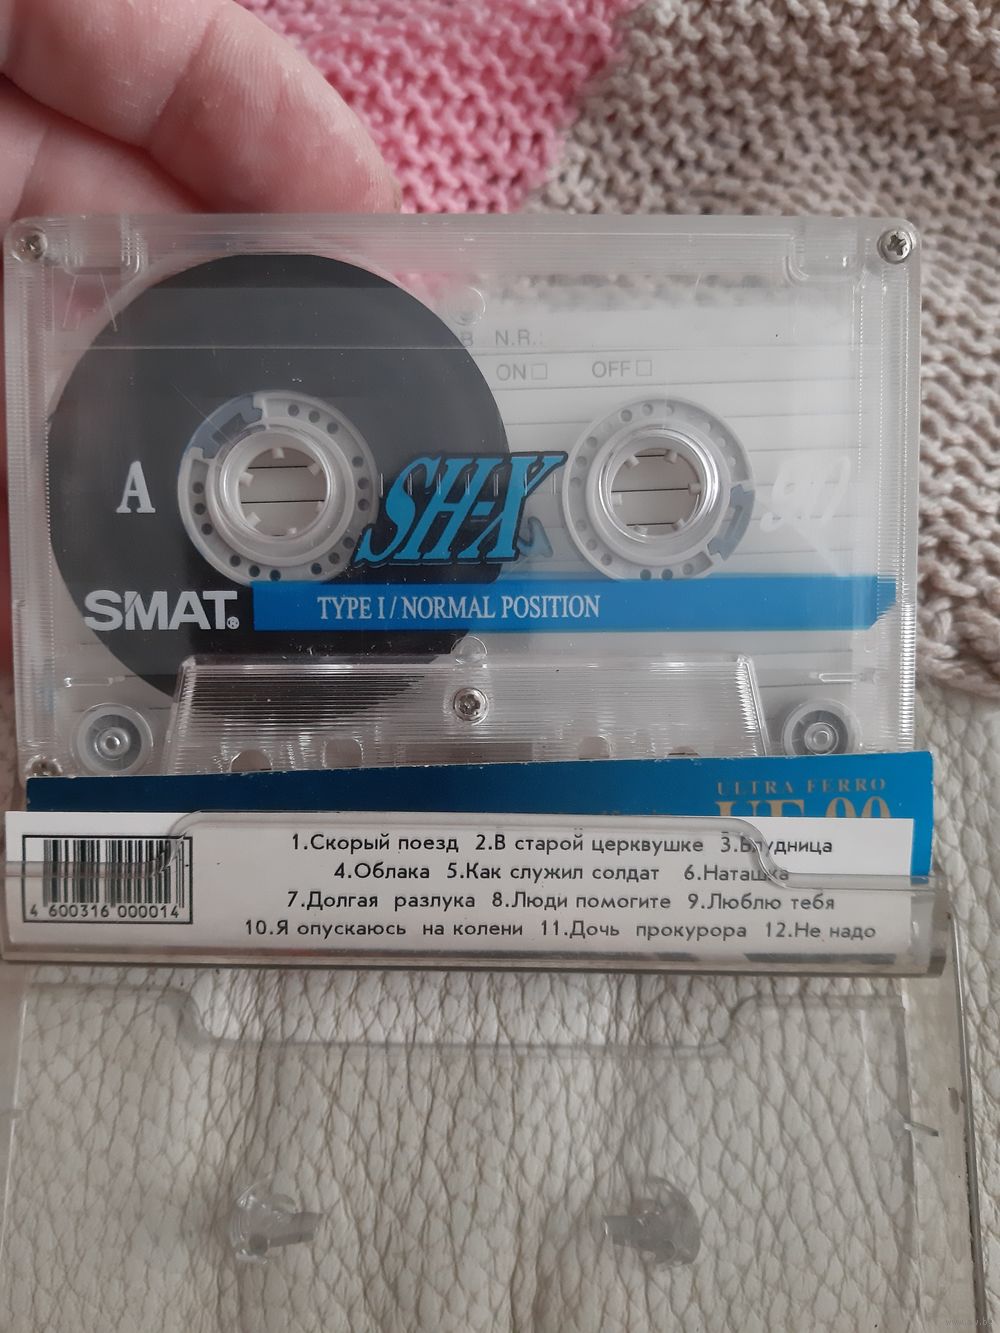 B N.R.:
ON OFF
A SH-X 90
SMAT®
TYPE I / NORMAL POSITION
ULTRA FERRO
UF 90
1.Скорый поезд 2.В старой церквушке 3.Блудница
4.Облака 5.Как служил солдат 6.Наташка
7.Долгая разлука 8.Люди помогите 9.Люблю тебя
10.Я опускаюсь на колени 11.Дочь прокурора 12.Не надо
4 600316 000014